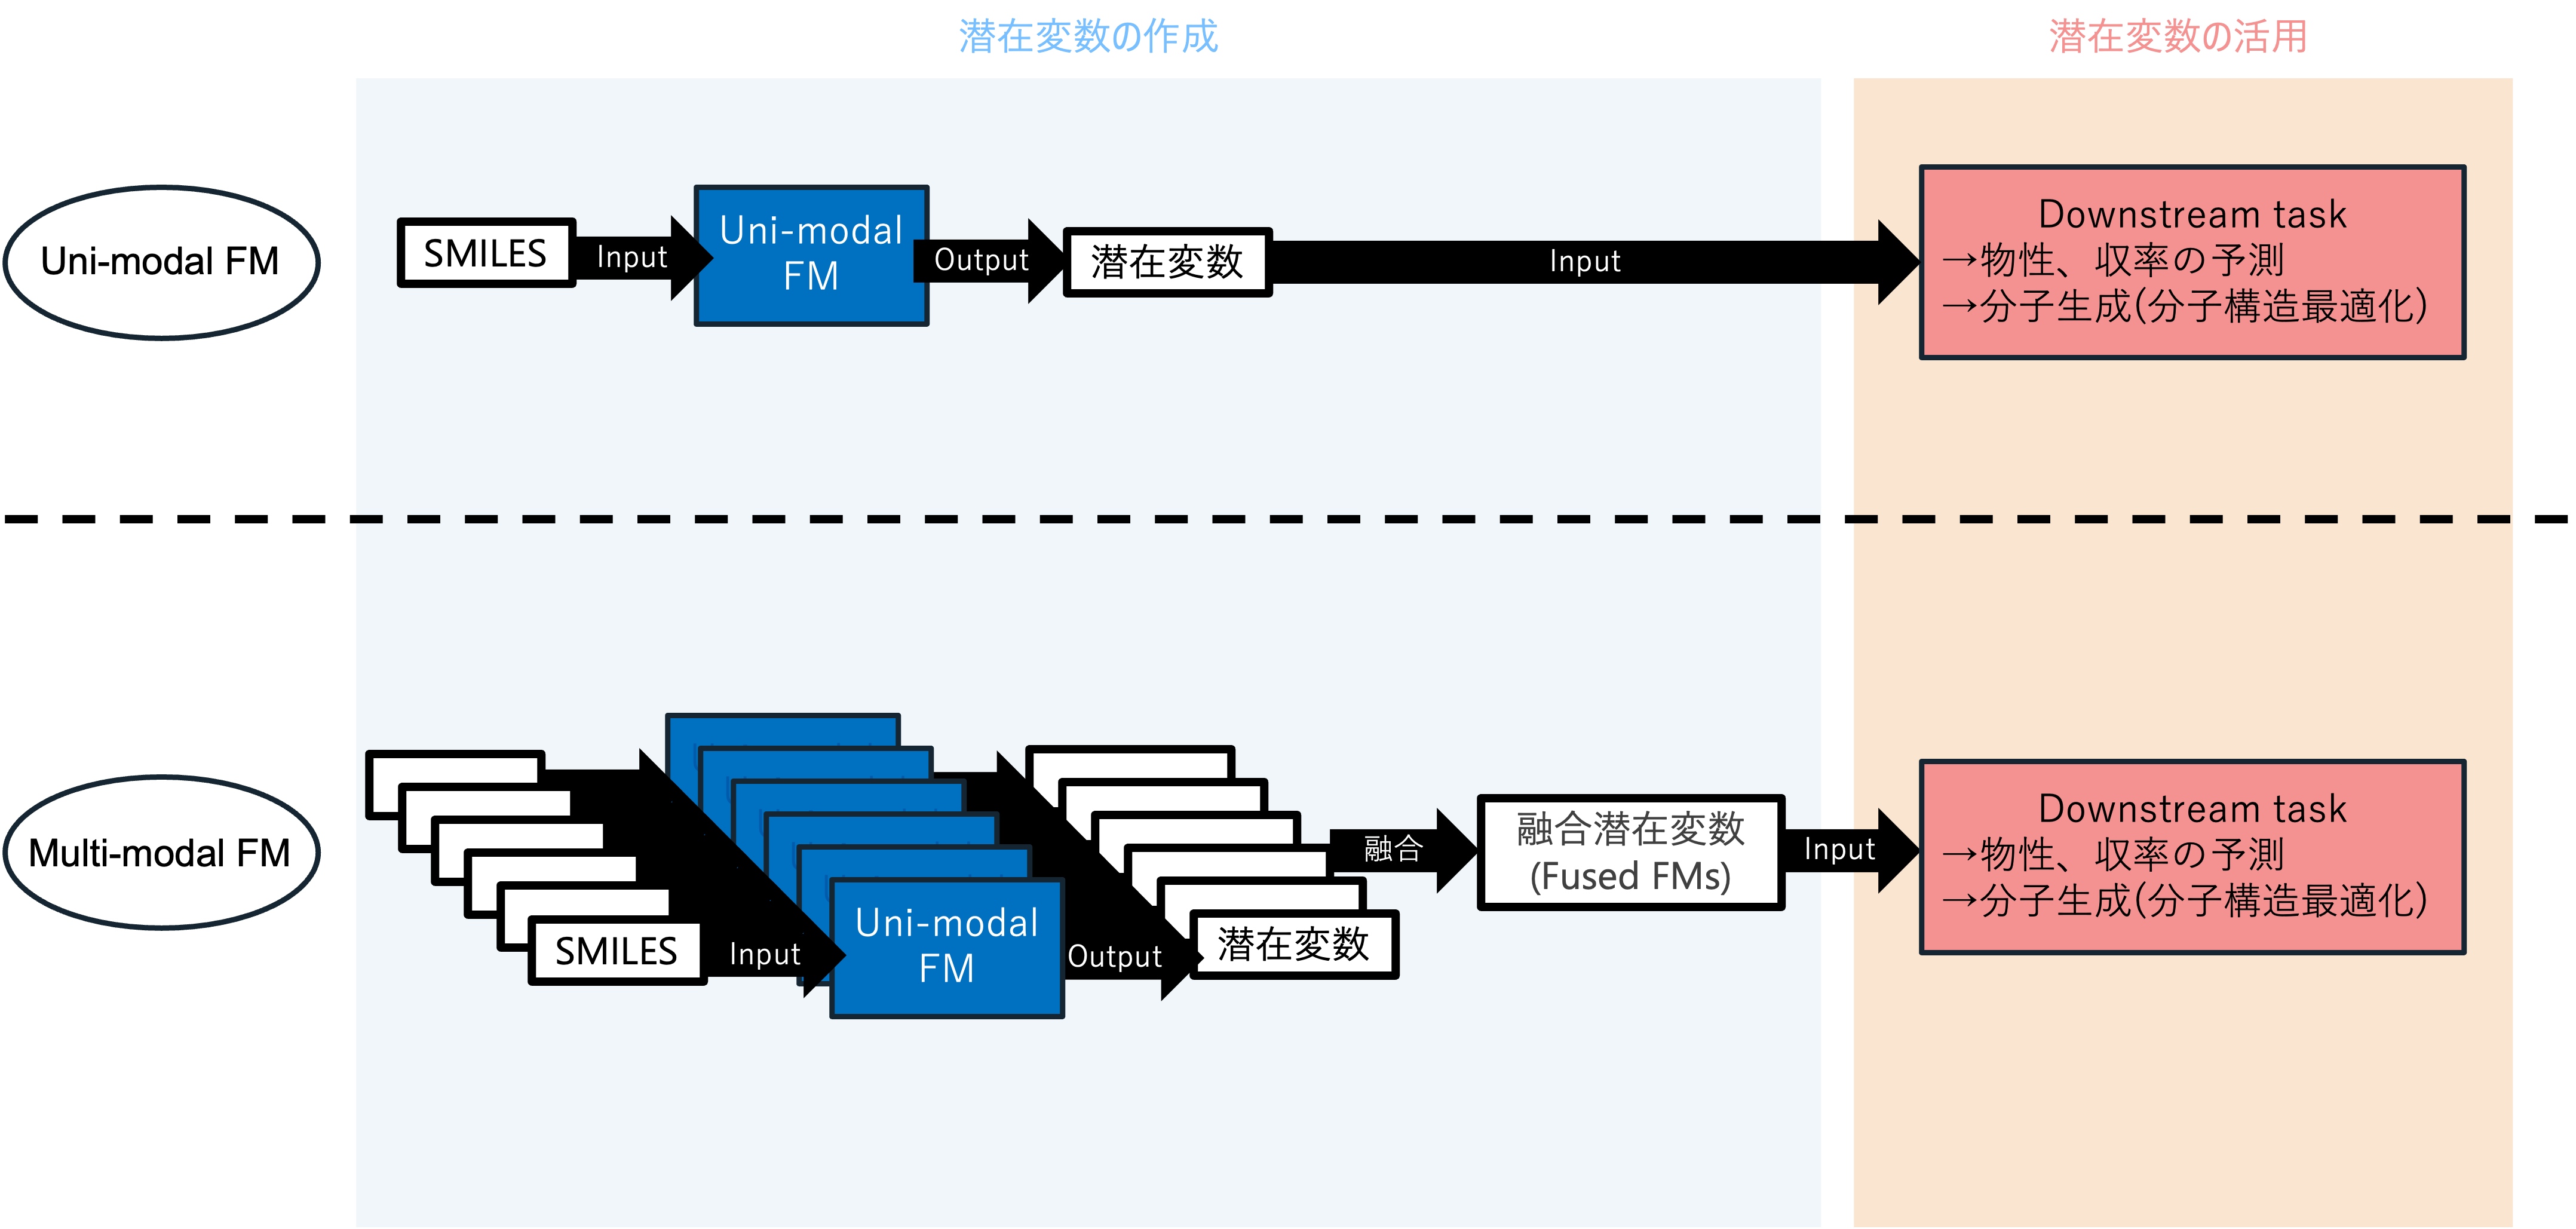 潜在変数の作成
潜在変数の活用
Uni-modal FM
SMILES
Input
Uni-modal
FM
Output
潜在変数
Input
Downstream task
→物性、収率の予測
→分子生成(分子構造最適化)
Multi-modal FM
SMILES
Input
Uni-modal
FM
Output
潜在変数
融合
融合潜在変数
(Fused FMs)
Input
Downstream task
→物性、収率の予測
→分子生成(分子構造最適化)